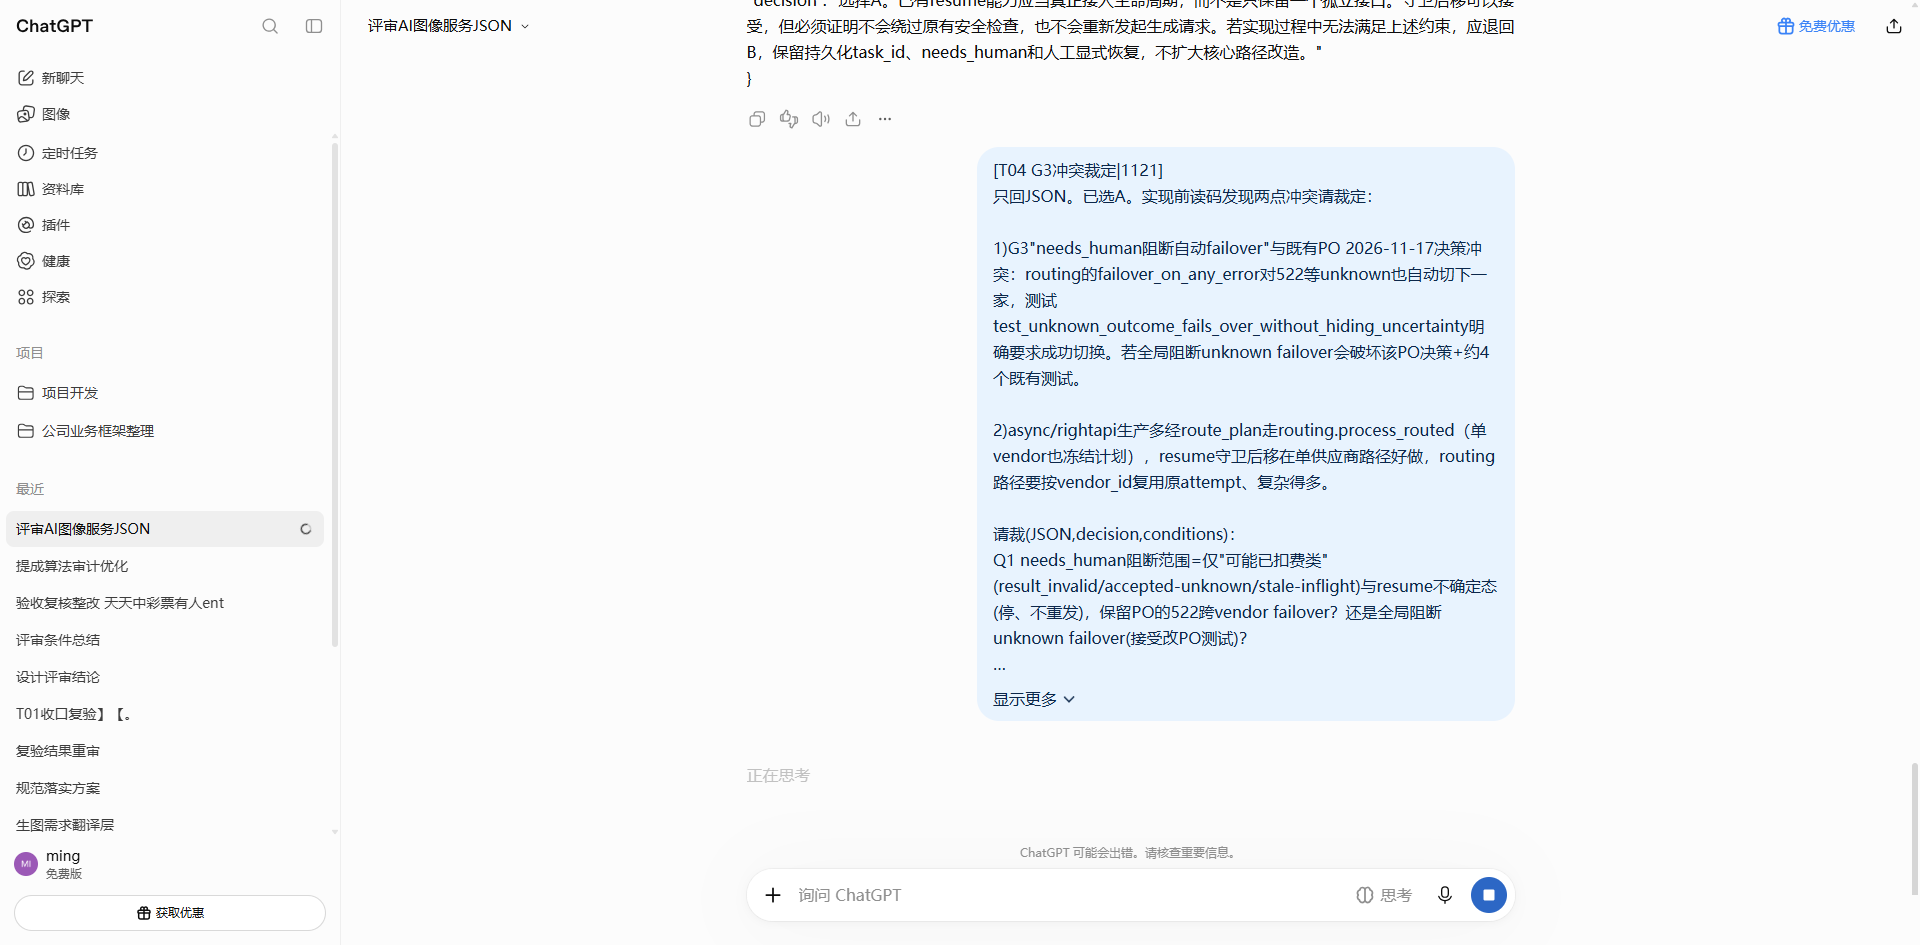 ChatGPT
新聊天
图像
定时任务
资料库
插件
健康
探索
项目
项目开发
公司业务框架整理
最近
评审AI图像服务JSON
提成算法审计优化
验收复核整改 天天中彩票有人ent
评审条件总结
设计评审结论
T01收口复验】【。
复验结果重审
规范落实方案
生图需求翻译层
MI
ming
免费版
获取优惠
评审AI图像服务JSON
免费优惠
受，但必须证明不会绕过原有安全检查，也不会重新发起生成请求。若实现过程中无法满足上述约束，应退回
B，保留持久化task_id、needs_human和人工显式恢复，不扩大核心路径改造。"
}
[T04 G3冲突裁定|1121]
只回JSON。已选A。实现前读码发现两点冲突请裁定：
1)G3"needs_human阻断自动failover"与既有PO 2026-11-17决策冲
突：routing的failover_on_any_error对522等unknown也自动切下一
家，测试
test_unknown_outcome_fails_over_without_hiding_uncertainty明
确要求成功切换。若全局阻断unknown failover会破坏该PO决策+约4
个既有测试。
2)async/rightapi生产多经route_plan走routing.process_routed（单
vendor也冻结计划），resume守卫后移在单供应商路径好做，routing
路径要按vendor_id复用原attempt、复杂得多。
请裁(JSON,decision,conditions)：
Q1 needs_human阻断范围=仅"可能已扣费类"
(result_invalid/accepted-unknown/stale-inflight)与resume不确定态
(停、不重发)，保留PO的522跨vendor failover？还是全局阻断
unknown failover(接受改PO测试)？
...
显示更多
正在思考
ChatGPT 可能会出错。请核查重要信息。
询问 ChatGPT
思考